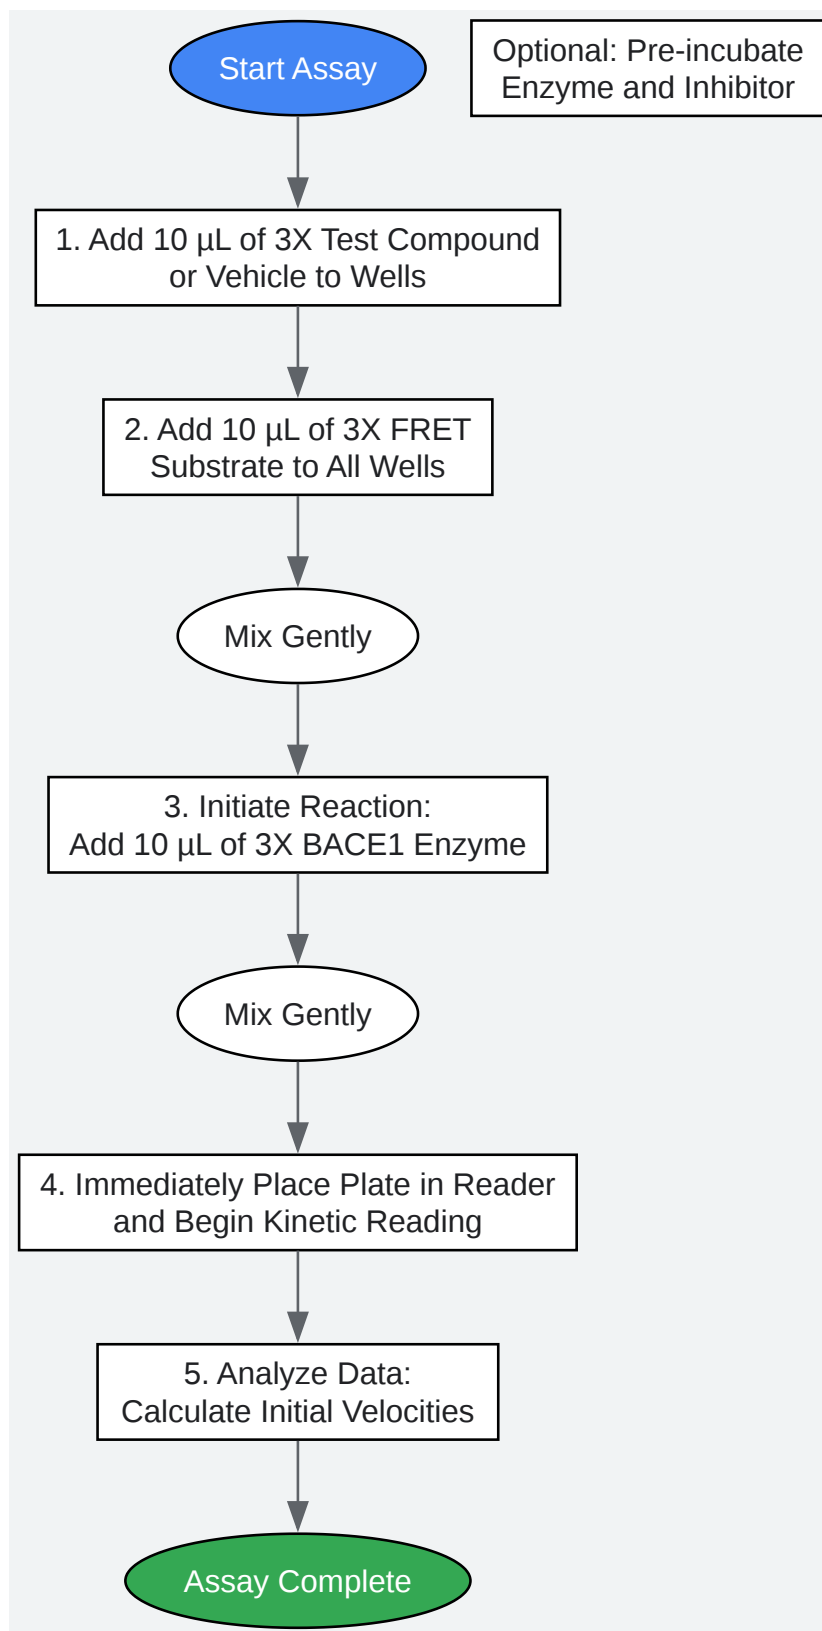 Start Assay
Optional: Pre-incubate
Enzyme and Inhibitor
1. Add 10 µL of 3X Test Compound
or Vehicle to Wells
2. Add 10 µL of 3X FRET
Substrate to All Wells
Mix Gently
3. Initiate Reaction:
Add 10 µL of 3X BACE1 Enzyme
Mix Gently
4. Immediately Place Plate in Reader
and Begin Kinetic Reading
5. Analyze Data:
Calculate Initial Velocities
Assay Complete